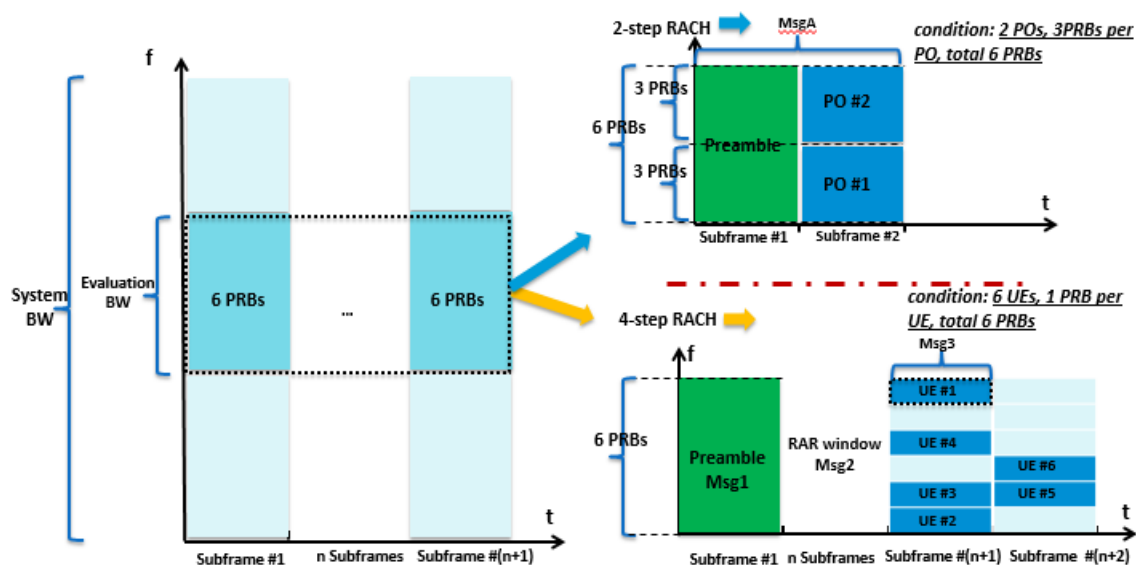 f
System
BW
Evaluation
BW
6 PRBs
...
6 PRBs
t
Subframe #1
n Subframes
Subframe #(n+1)
2-step RACH
MsgA
condition: 2 POs, 3PRBs per
PO, total 6 PRBs
3 PRBs
6 PRBs
3 PRBs
Preamble
PO #2
PO #1
t
Subframe #1
Subframe #2
4-step RACH
condition: 6 UEs, 1 PRB per
UE, total 6 PRBs
Msg3
f
6 PRBs
Preamble
Msg1
RAR window
Msg2
UE #1
UE #4
UE #6
UE #3
UE #5
UE #2
t
Subframe #1
n Subframes
Subframe #(n+1)
Subframe #(n+2)